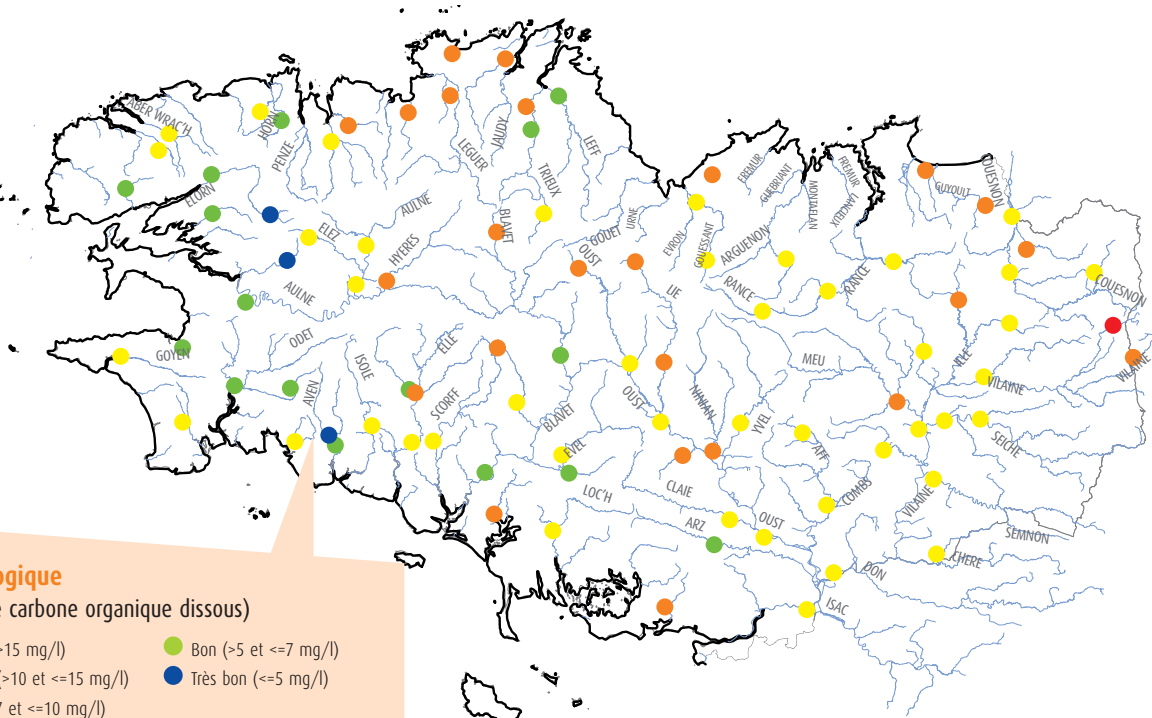 ABER WRAC'H
HORN
PENZE
ELORN
ELEZ
AULNE
HYERES
AULNE
LEGUER
JAUDY
TRIEUX
LEFF
BLAVET
OUST
GOUET
URNE
EVRON
GOUESSANT
FREMUR
GUEBRIANT
ARGUENON
MONTAFILAN
FREMUR
RANCE
RANCE
GUYOULT
COUESNON
COUESNON
LIE
MEU
ILLE
VILAINE
VILAINE
GOYEN
ODET
AVEN
ISOLE
ELLE
SCORFF
BLAVET
EVEL
OUST
NINIAN
YVEL
AFF
SEICHE
LOC'H
CLAIE
ARZ
OUST
COMBS
VILAINE
SEMNON
CHERE
DON
ISAC
ogique
e carbone organique dissous)
>15 mg/l)
Bon (>5 et <=7 mg/l)
(>10 et <=15 mg/l)
Très bon (<=5 mg/l)
7 et <=10 mg/l)